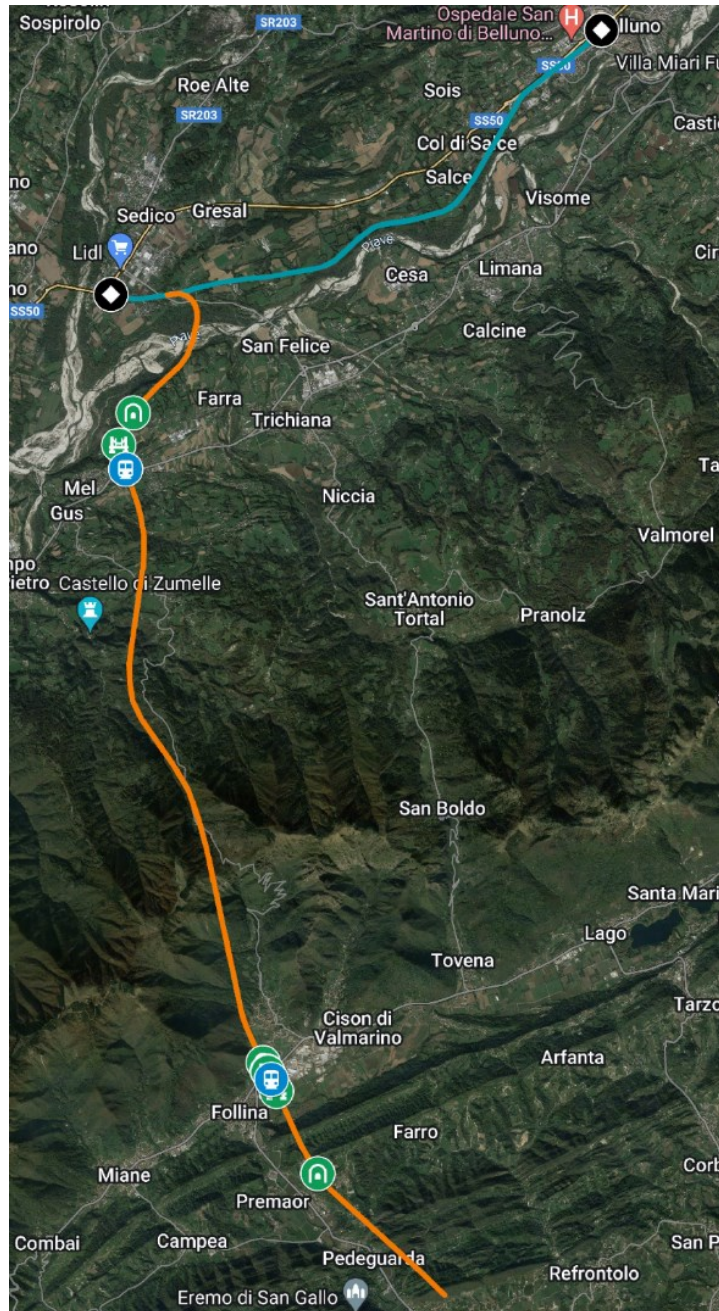 Sospirolo
SR203
Ospedale San
Martino di Belluno...
H
lluno
SS50
Villa Miari Fu
Roe Alte
Sois
SR203
SS50
Casti
Col di Salce
Salce
no
Visome
Sedico
Gresal
ano
Lidl
Piave
Cir
Cesa
Limana
no
SS50
Calcine
Piave
San Felice
Farra
Trichiana
Ta
Mel
Niccia
Gus
Valmorel
mpo
ietro
Castello di Zumelle
Sant'Antonio
Tortal
Pranolz
San Boldo
Santa Mari
Lago
Tovena
Tarzo
Cison di
Valmarino
Arfanta
Follina
Farro
Miane
Corb
Premaor
Combai
Campea
San P
Pedeguarda
Refrontolo
Eremo di San Gallo